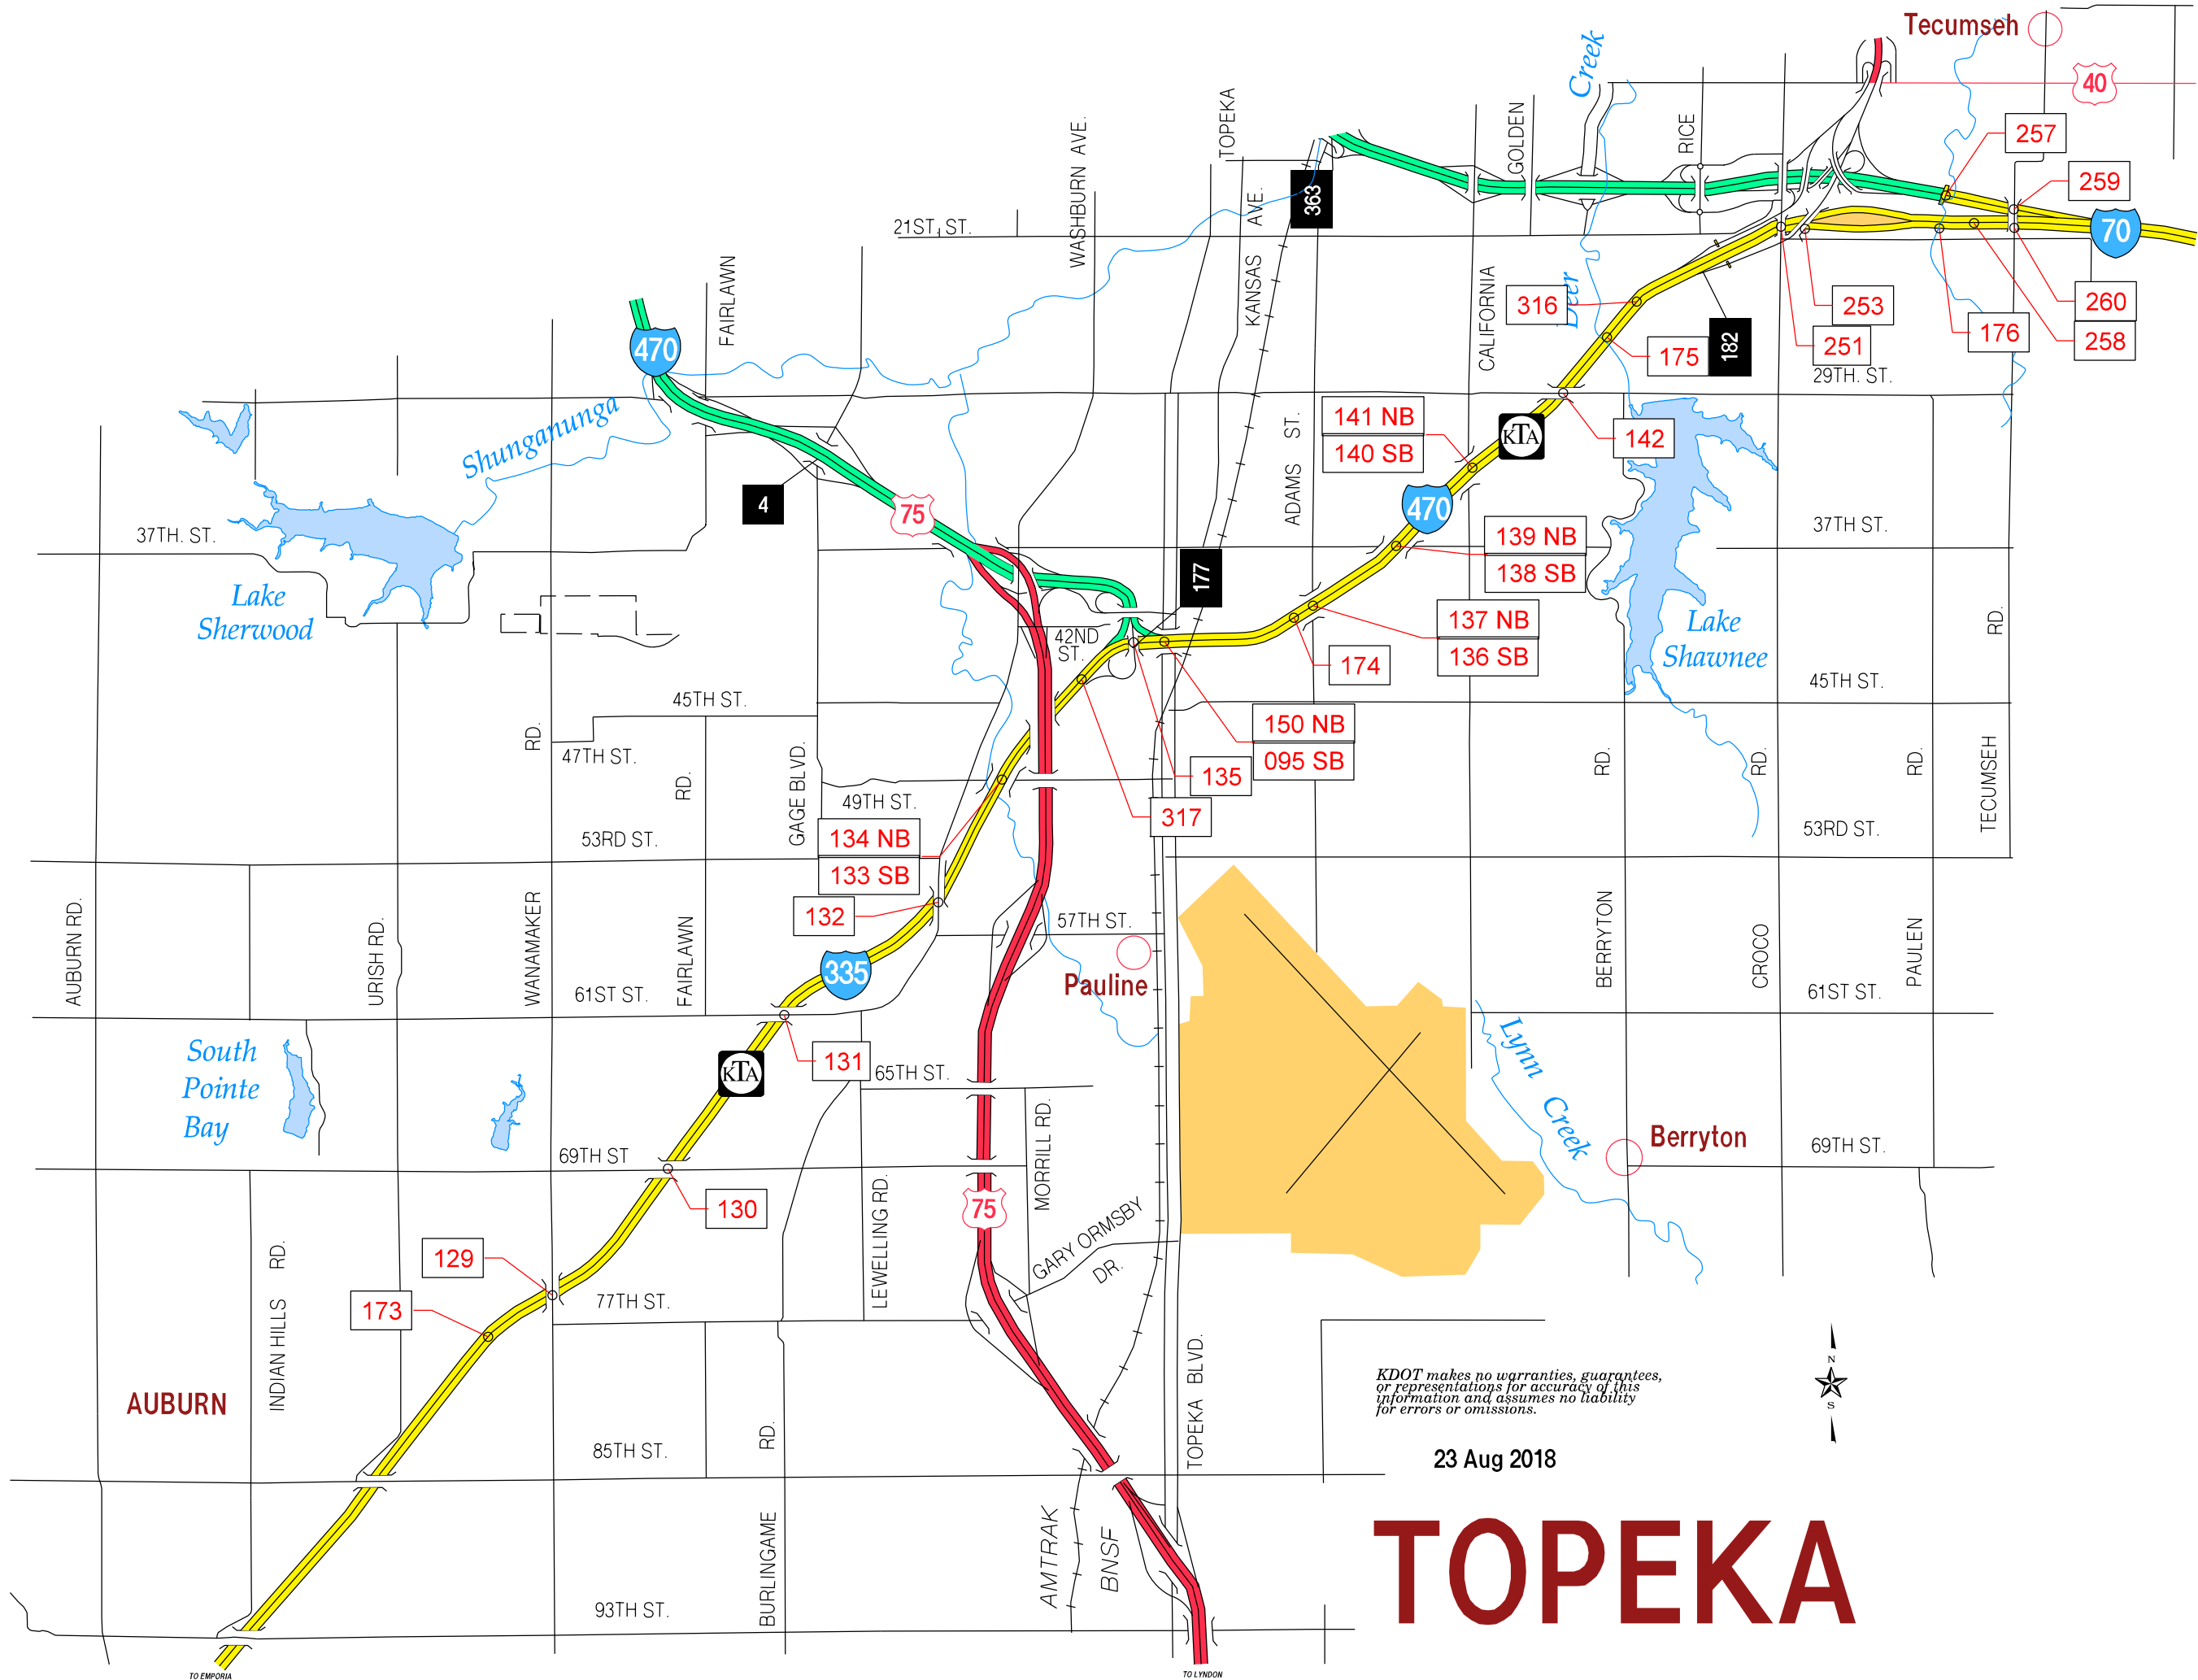 Tecumseh
40
Creek
TOPEKA
GOLDEN
RICE
257
WASHBURN AVE.
259
363
21ST. ST.
KANSAS AVE.
70
FAIRLAWN
CALIFORNIA
316
Deer
253
260
470
175
182
251
176
258
29TH. ST.
Shunganunga
141 NB
140 SB
KTA
142
4
75
ADAMS ST.
470
37TH. ST.
37TH ST.
139 NB
138 SB
177
Lake
Sherwood
42ND
ST.
137 NB
136 SB
Lake
Shawnee
RD.
174
45TH ST.
45TH ST.
150 NB
095 SB
RD.
47TH ST.
RD.
GAGE BLVD.
135
RD.
RD.
RD.
TECUMSEH
49TH ST.
317
53RD ST.
134 NB
133 SB
53RD ST.
132
AUBURN RD.
URISH RD.
WANAMAKER
FAIRLAWN
57TH ST.
BERRYTON
CROCO
PAULEN
335
Pauline
61ST ST.
61ST ST.
South
Pointe
Bay
KTA
131
65TH ST.
Lynn
Creek
MORRILL RD.
Berryton
69TH ST
69TH ST.
130
LEWELLING RD.
75
GARY ORMSBY
DR.
129
173
77TH ST.
INDIAN HILLS RD.
TOPEKA BLVD.
N
S
AUBURN
KDOT makes no warranties, guarantees,
or representations for accuracy of this
information and assumes no liability
for errors or omissions.
85TH ST.
RD.
23 Aug 2018
BURLINGAME
AMTRAK
BNSF
TOPEKA
93TH ST.
TO EMPORIA
TO LYNDON